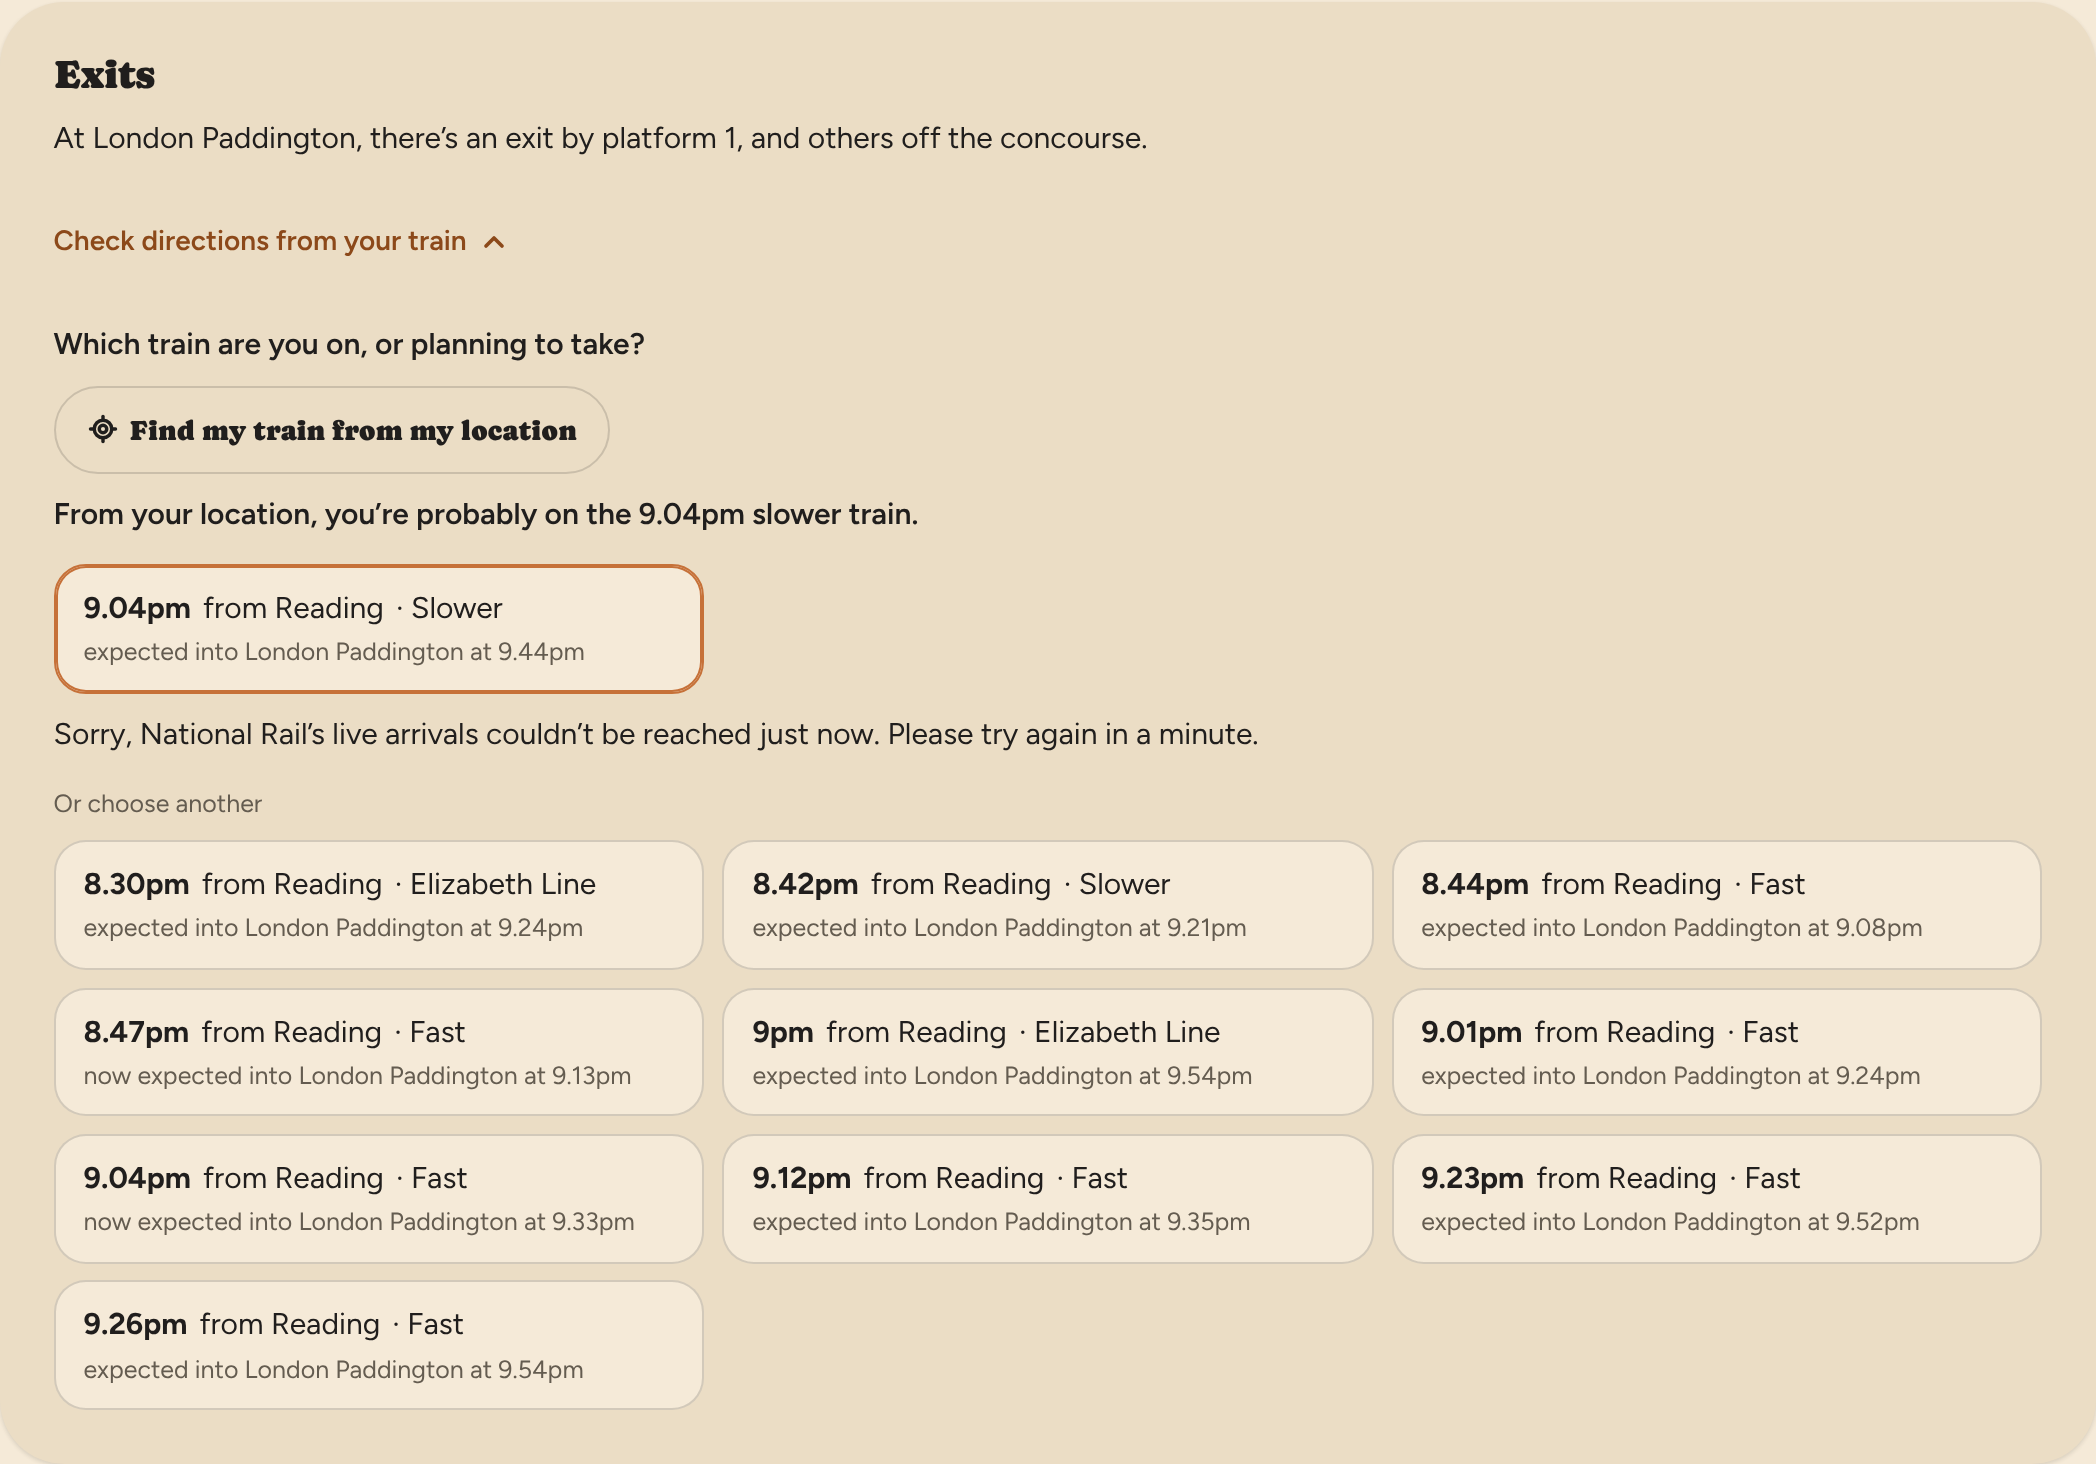 Exits
At London Paddington, there’s an exit by platform 1, and others off the concourse.
Check directions from your train
Which train are you on, or planning to take?
Find my train from my location
From your location, you’re probably on the 9.04pm slower train.
9.04pm from Reading · Slower
expected into London Paddington at 9.44pm
Sorry, National Rail’s live arrivals couldn’t be reached just now. Please try again in a minute.
Or choose another
8.30pm from Reading · Elizabeth Line
expected into London Paddington at 9.24pm
8.42pm from Reading · Slower
expected into London Paddington at 9.21pm
8.44pm from Reading · Fast
expected into London Paddington at 9.08pm
8.47pm from Reading · Fast
now expected into London Paddington at 9.13pm
9pm from Reading · Elizabeth Line
expected into London Paddington at 9.54pm
9.01pm from Reading · Fast
expected into London Paddington at 9.24pm
9.04pm from Reading · Fast
now expected into London Paddington at 9.33pm
9.12pm from Reading · Fast
expected into London Paddington at 9.35pm
9.23pm from Reading · Fast
expected into London Paddington at 9.52pm
9.26pm from Reading · Fast
expected into London Paddington at 9.54pm